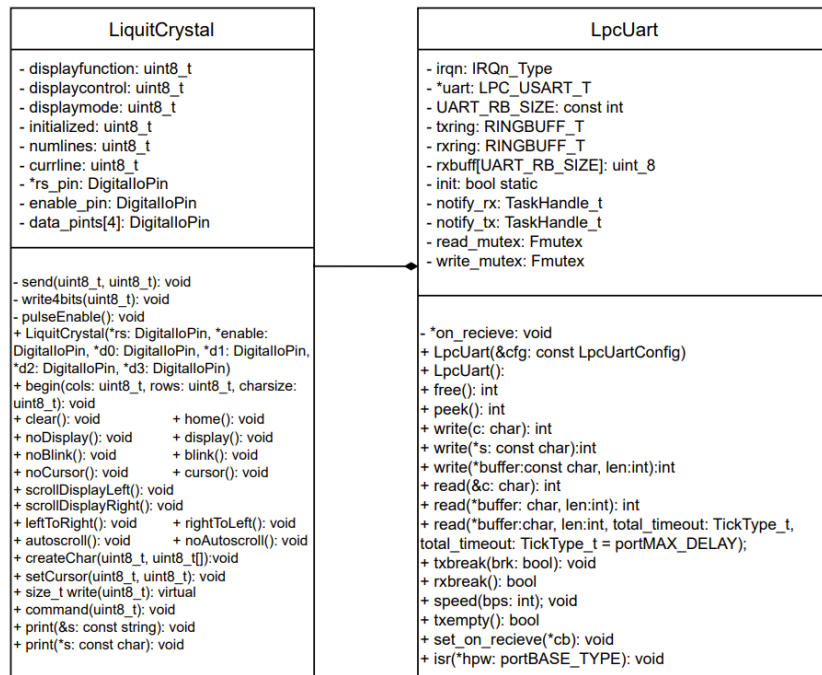 LiquitCrystal
- displayfunction: uint8_t
- displaycontrol: uint8_t
- displaymode: uint8_t
- initialized: uint8_t
- numlines: uint8_t
- currline: uint8_t
- *rs_pin: DigitalIoPin
- enable_pin: DigitalIoPin
- data_pints[4]: DigitalIoPin
- send(uint8_t, uint8_t): void
- write4bits(uint8_t): void
- pulseEnable(): void
+ LiquitCrystal(*rs: DigitalIoPin, *enable:
DigitalIoPin, *d0: DigitalIoPin, *d1: DigitalIoPin,
*d2: DigitalIoPin, *d3: DigitalIoPin)
+ begin(cols: uint8_t, rows: uint8_t, charsize:
uint8_t): void
+ clear(): void + home(): void
+ noDisplay(): void + display(): void
+ noBlink(): void + blink(): void
+ noCursor(): void + cursor(): void
+ scrollDisplayLeft(): void
+ scrollDisplayRight(): void
+ leftToRight(): void + rightToLeft(): void
+ autoscroll(): void + noAutoscroll(): void
+ createChar(uint8_t, uint8_t[]):void
+ setCursor(uint8_t, uint8_t): void
+ size_t write(uint8_t): virtual
+ command(uint8_t): void
+ print(&s: const string): void
+ print(*s: const char): void
LpcUart
- irqn: IRQn_Type
- *uart: LPC_USART_T
- UART_RB_SIZE: const int
- txring: RINGBUFF_T
- rxring: RINGBUFF_T
- rxbuff[UART_RB_SIZE]: uint_8
- init: bool static
- notify_rx: TaskHandle_t
- notify_tx: TaskHandle_t
- read_mutex: Fmutex
- write_mutex: Fmutex
- *on_recieve: void
+ LpcUart(&cfg: const LpcUartConfig)
+ LpcUart():
+ free(): int
+ peek(): int
+ write(c: char): int
+ write(*s: const char):int
+ write(*buffer:const char, len:int):int
+ read(&c: char): int
+ read(*buffer: char, len:int): int
+ read(*buffer:char, len:int, total_timeout: TickType_t,
total_timeout: TickType_t = portMAX_DELAY);
+ txbreak(brk: bool): void
+ rxbreak(): bool
+ speed(bps: int); void
+ txempty(): bool
+ set_on_recieve(*cb): void
+ isr(*hpw: portBASE_TYPE): void